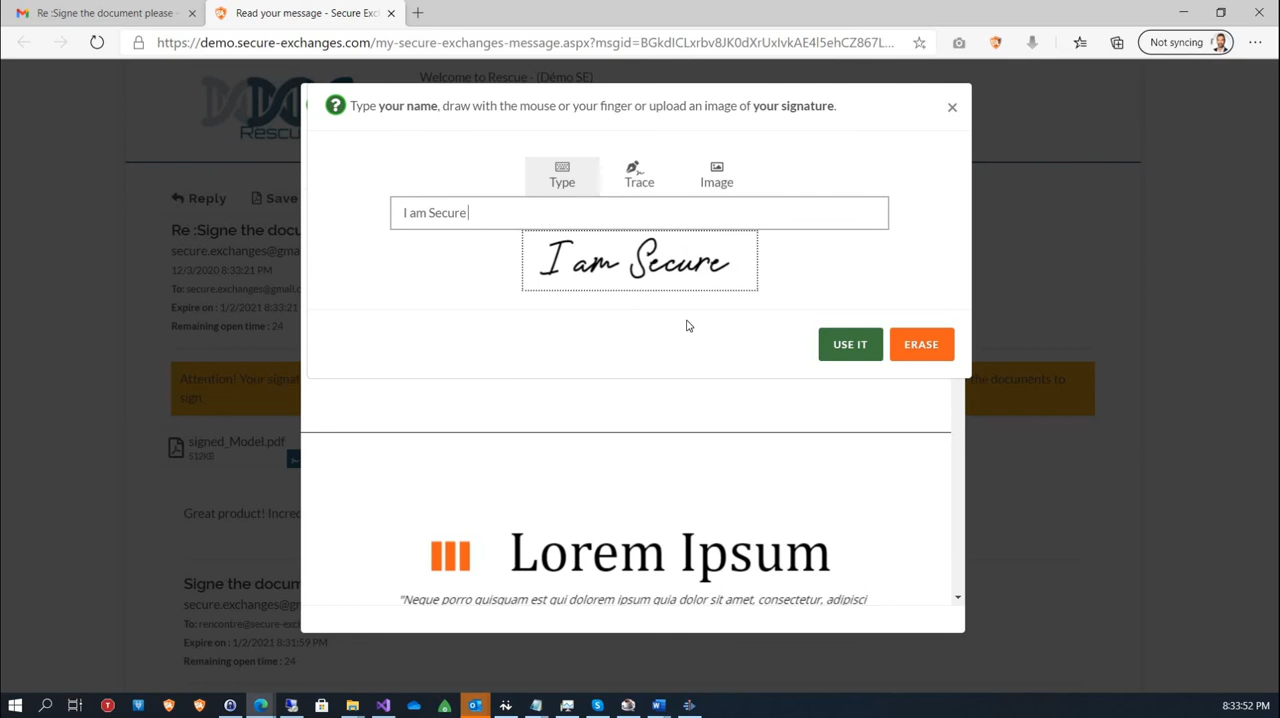 Re :Signe the document please -
Read your message - Secure Exc
https://demo.secure-exchanges.com/my-secure-exchanges-message.aspx?msgid=BGkdICLxrbv8JK0dXrUxIvkAE4l5ehCZ867L...
Not syncing
Welcome to Rescue - (Démo SE)
Rescue
Type your name, draw with the mouse or your finger or upload an image of your signature.
Type
Trace
Image
I am Secure
I am Secure
USE IT
ERASE
Reply
Save
Re :Signe the docu
secure.exchanges@g
12/3/2020 8:33:21 PM
To: secure.exchanges@gmail.c
Expire on : 1/2/2021 8:33:21
Remaining open time : 24
Attention! Your signat
the documents to
sign.
signed_Model.pdf
512KB
Great product! Incre
Lorem Ipsum
"Neque porro quisquam est qui dolorem ipsum quia dolor sit amet, consectetur, adipisci
Signe the docume
secure.exchanges@g
To: rencontre@secure-exc
Expire on : 1/2/2021 8:31:59 PM
Remaining open time : 24
8:33:52 PM